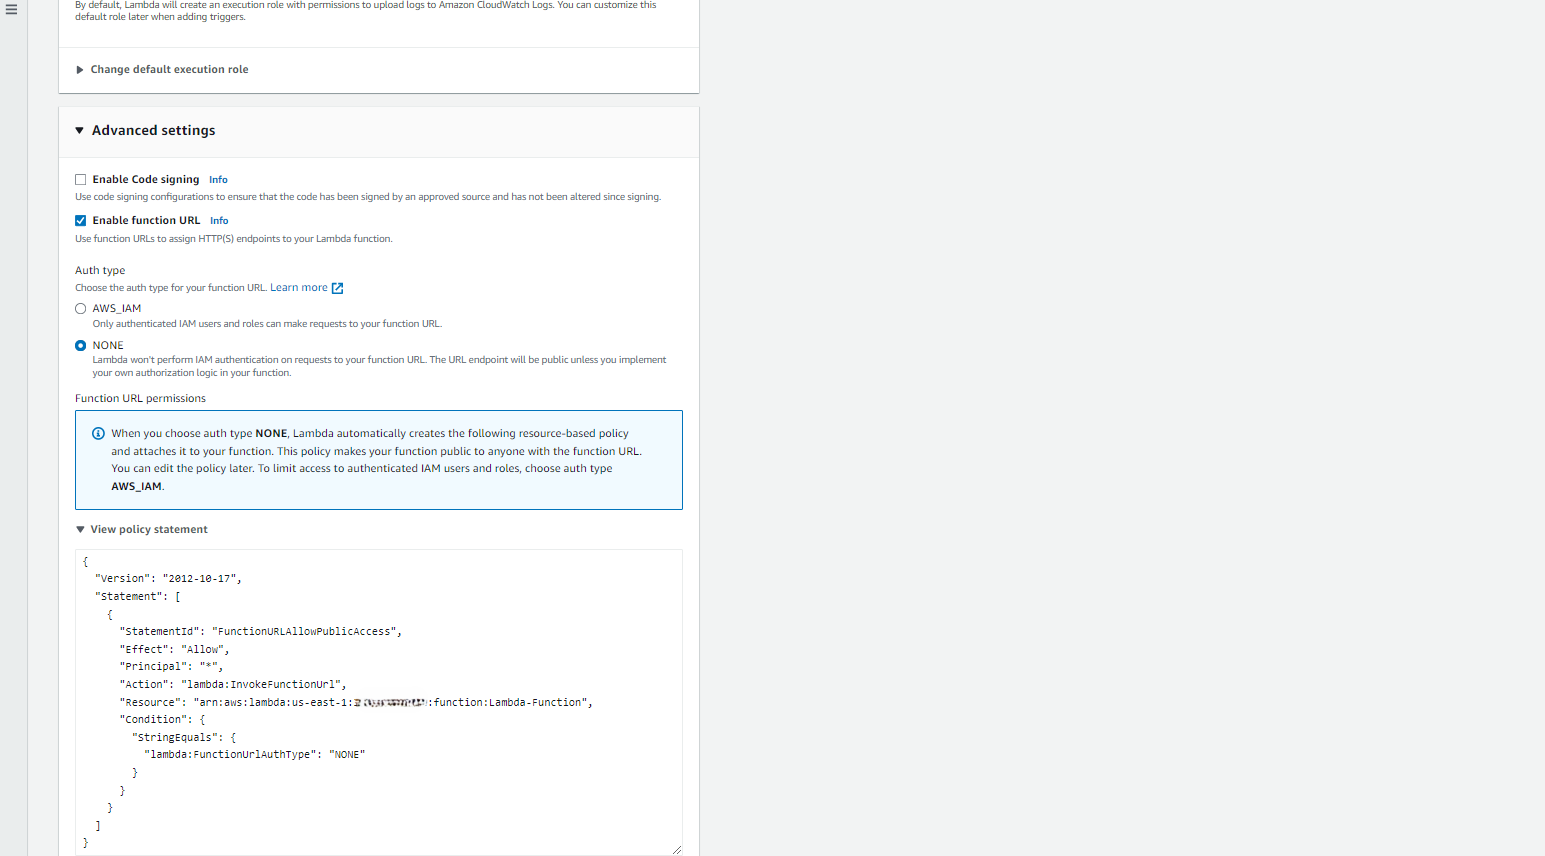 By default, Lambda will create an execution role with permissions to upload logs to Amazon CloudWatch Logs. You can customize this
default role later when adding triggers.
Change default execution role
Advanced settings
Enable Code signing Info
Use code signing configurations to ensure that the code has been signed by an approved source and has not been altered since signing.
Enable function URL Info
Use function URLs to assign HTTP(S) endpoints to your Lambda function.
Auth type
Choose the auth type for your function URL. Learn more
AWS_IAM
Only authenticated IAM users and roles can make requests to your function URL.
NONE
Lambda won't perform IAM authentication on requests to your function URL. The URL endpoint will be public unless you implement
your own authorization logic in your function.
Function URL permissions
When you choose auth type NONE, Lambda automatically creates the following resource-based policy
and attaches it to your function. This policy makes your function public to anyone with the function URL.
You can edit the policy later. To limit access to authenticated IAM users and roles, choose auth type
AWS_IAM.
View policy statement
{
"Version": "2012-10-17",
"Statement": [
{
"StatementId": "FunctionURLAllowPublicAccess",
"Effect": "Allow",
"Principal": "*",
"Action": "lambda:InvokeFunctionUrl",
"Resource": "arn:aws:lambda:us-east-1: :function:Lambda-Function",
"Condition": {
"StringEquals": {
"lambda:FunctionUrlAuthType": "NONE"
}
}
}
]
}